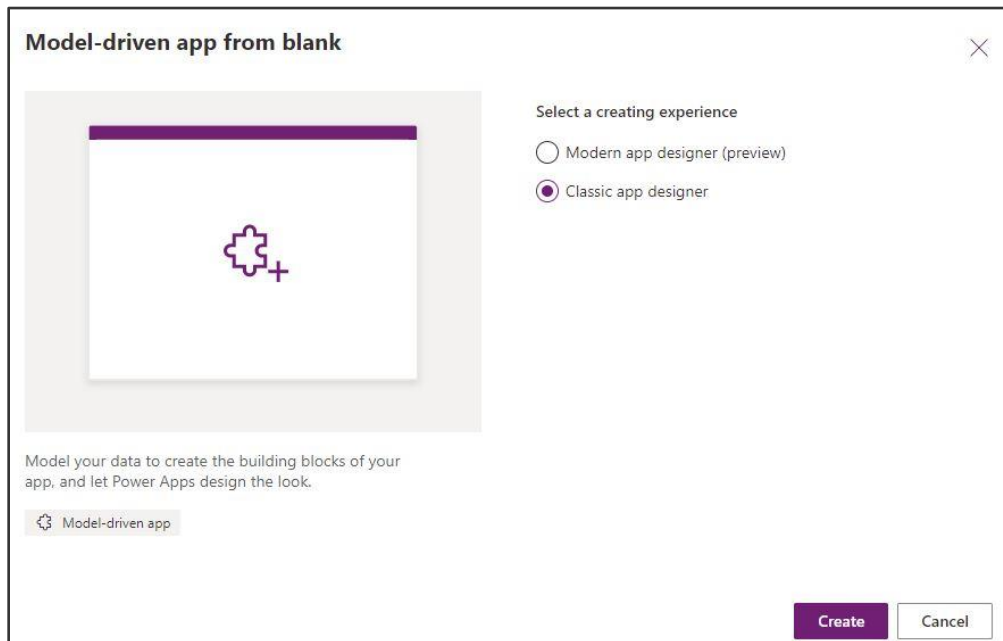 Model-driven app from blank
Select a creating experience
Modern app designer (preview)
Classic app designer
Model your data to create the building blocks of your
app, and let Power Apps design the look.
Model-driven app
Create
Cancel